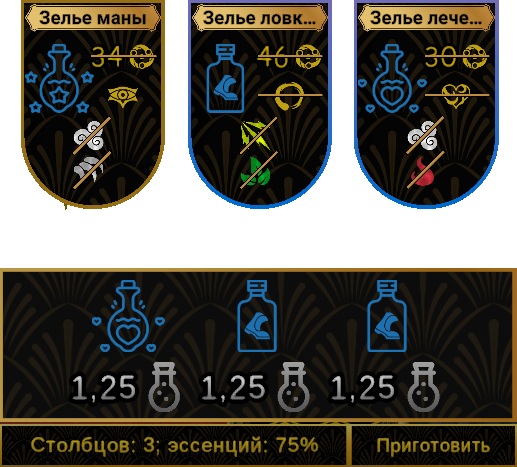 Зелье маны
Зелье ловк...
Зелье лече...
34
46
30
1,25
1,25
1,25
Столбцов: 3; эссенций: 75%
Приготовить